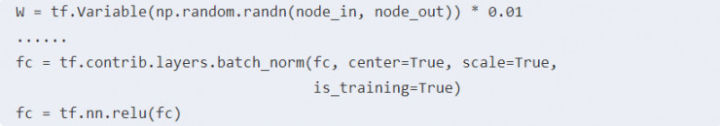 W = tf.Variable(np.random.randn(node_in, node_out)) * 0.01
......
fc = tf.contrib.layers.batch_norm(fc, center=True, scale=True,
is_training=True)
fc = tf.nn.relu(fc)